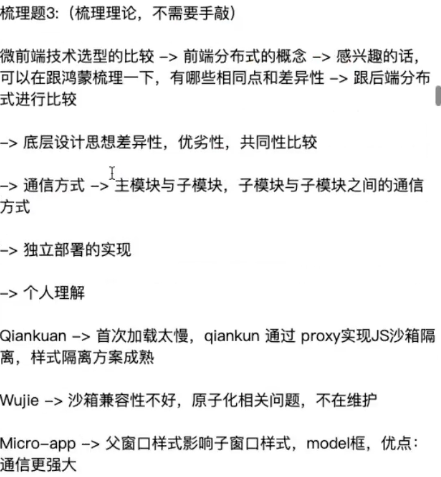 梳理题3:（梳理理论，不需要手敲）
微前端技术选型的比较 –> 前端分布式的概念 –> 感兴趣的话，
可以在跟鸿蒙梳理一下，有哪些相同点和差异性 –> 跟后端分布
式进行比较
–> 底层设计思想差异性，优劣性，共同性比较
–> 通信方式 –> 主模块与子模块，子模块与子模块之间的通信
方式
–> 独立部署的实现
–> 个人理解
Qiankuan –> 首次加载太慢，qiankun 通过 proxy实现JS沙箱隔
离，样式隔离方案成熟
Wujie –> 沙箱兼容性不好，原子化相关问题，不在维护
Micro–app –> 父窗口样式影响子窗口样式，model框，优点：
通信更强大